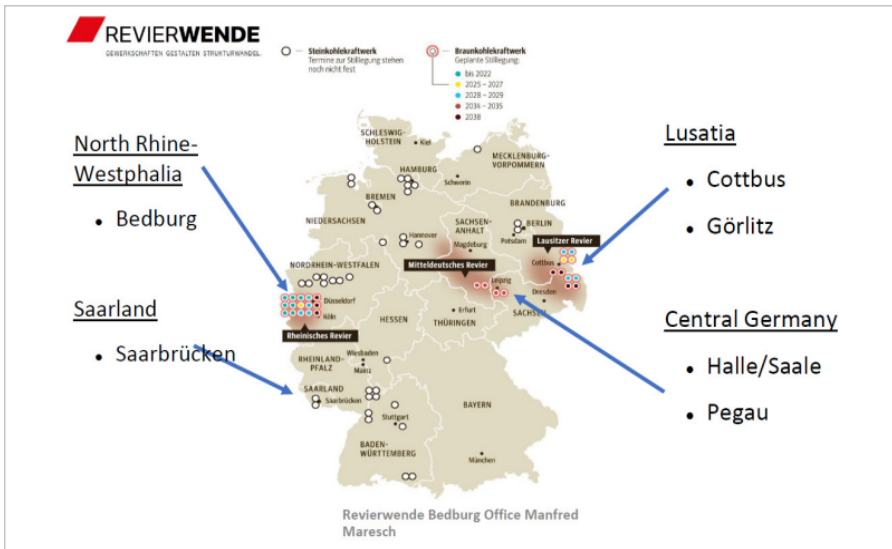 REVIERWENDE
GEWERKSCHAFTEN GESTALTEN STRUKTURWANDEL.
Steinkohlekraftwerk
Termine zur Stilllegung stehen
noch nicht fest
Braunkohlekraftwerk
Geplante Stilllegung:
bis 2022
2025 – 2027
2028 – 2029
2034 – 2035
2038
North Rhine-
Westphalia
• Bedburg
Saarland
• Saarbrücken
Lusatia
• Cottbus
• Görlitz
Central Germany
• Halle/Saale
• Pegau
SCHLESWIG-
HOLSTEIN
Kiel
MECKLENBURG-
VORPOMMERN
Schwerin
HAMBURG
BREMEN
NIEDERSACHSEN
Hannover
BRANDENBURG
BERLIN
Potsdam
SACHSEN-
ANHALT
Magdeburg
Lausitzer Revier
Cottbus
NORDRHEIN-WESTFALEN
Mitteldeutsches Revier
Leipzig
Dresden
SACHSEN
Düsseldorf
Köln
Rheinisches Revier
HESSEN
Erfurt
THÜRINGEN
RHEINLAND-
PFALZ
Wiesbaden
Mainz
SAARLAND
Saarbrücken
Stuttgart
BADEN-
WÜRTTEMBERG
BAYERN
München
Revierwende Bedburg Office Manfred
Maresch